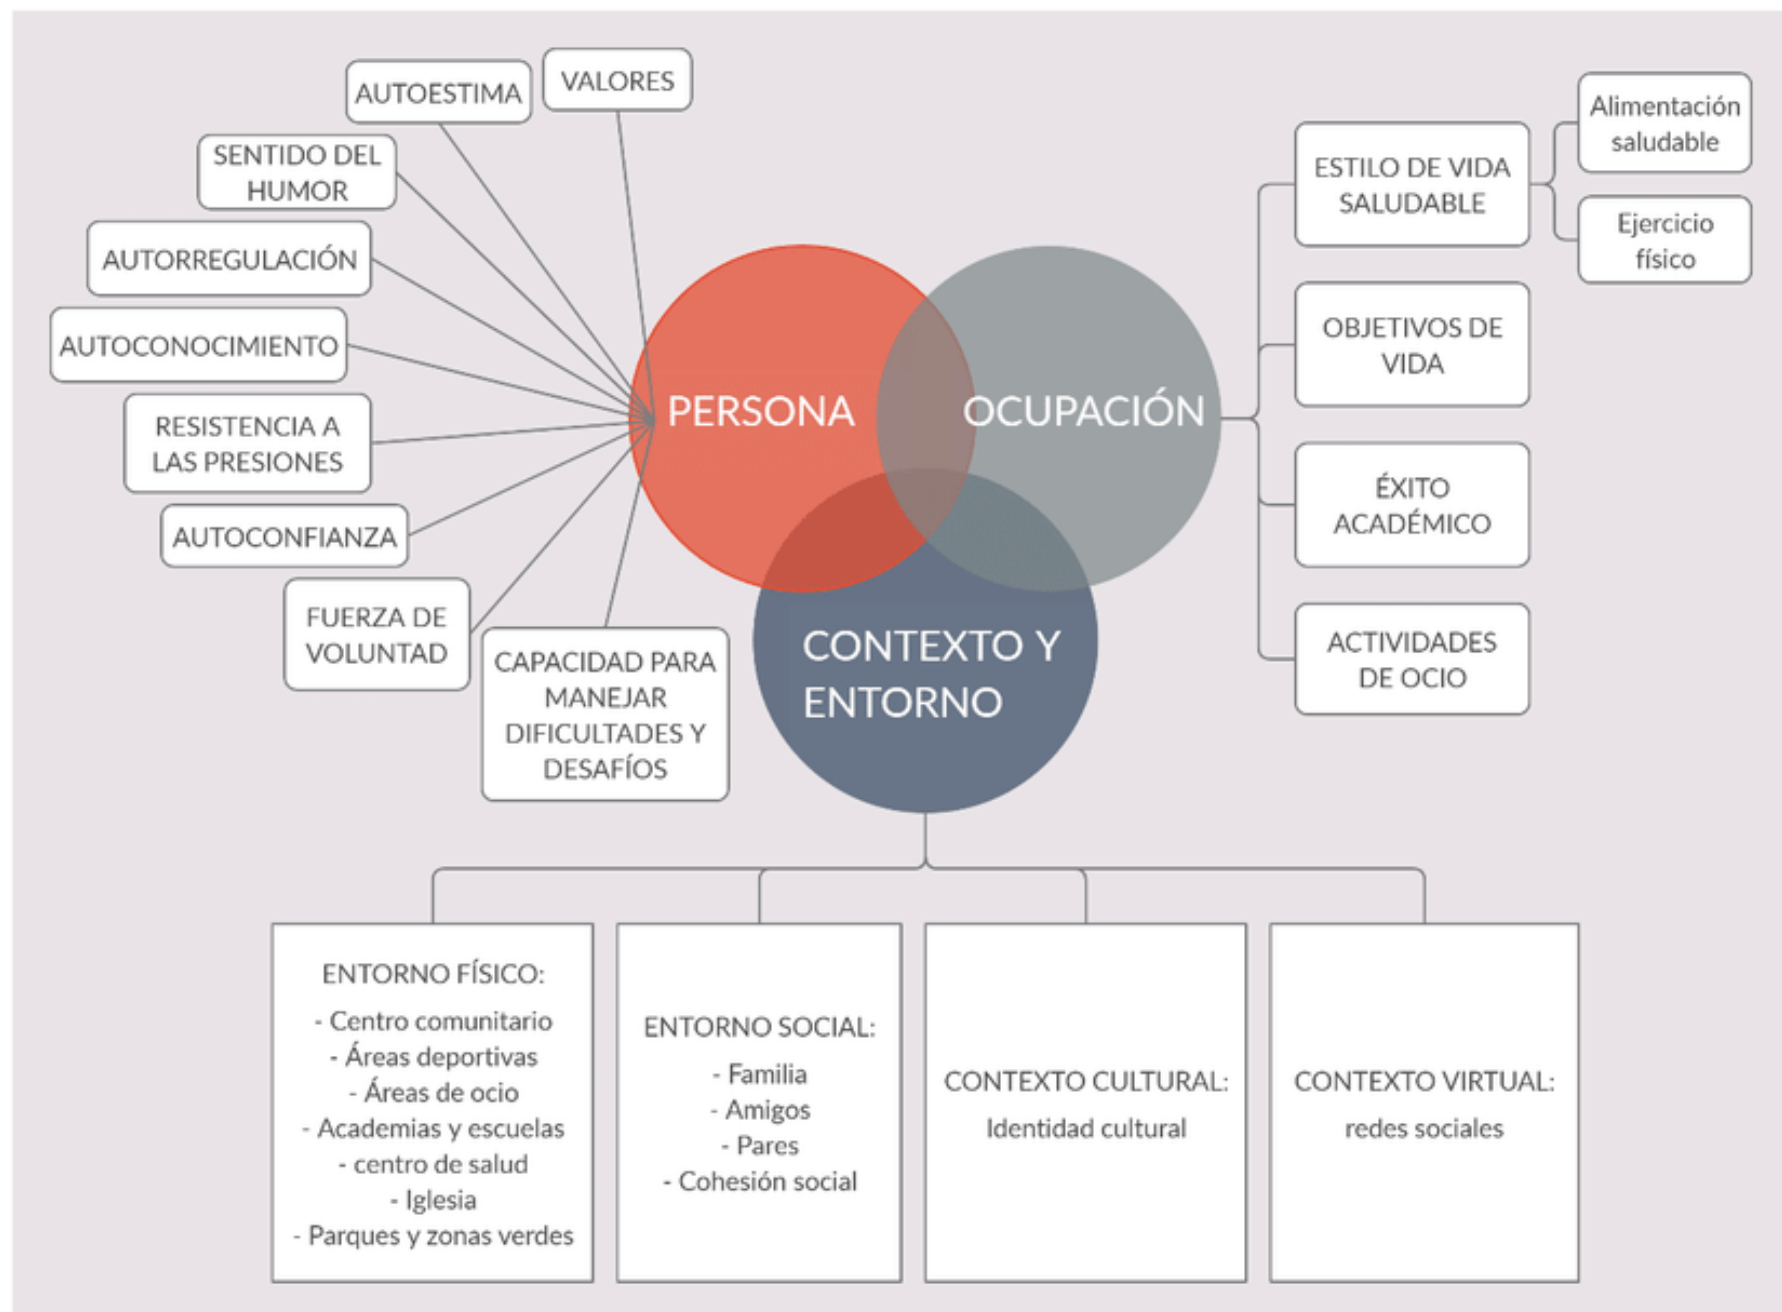 VALORES
AUTOESTIMA
SENTIDO DEL
HUMOR
AUTORREGULACIÓN
AUTOCONOCIMIENTO
RESISTENCIA A
LAS PRESIONES
AUTOCONFIANZA
FUERZA DE
VOLUNTAD
CAPACIDAD PARA
MANEJAR
DIFICULTADES Y
DESAFÍOS
PERSONA
OCUPACIÓN
CONTEXTO Y
ENTORNO
ESTILO DE VIDA
SALUDABLE
Alimentación
saludable
Ejercicio
físico
OBJETIVOS DE
VIDA
ÉXITO
ACADÉMICO
ACTIVIDADES
DE OCIO
ENTORNO FÍSICO:
- Centro comunitario
- Áreas deportivas
- Áreas de ocio
- Academias y escuelas
- centro de salud
- Iglesia
- Parques y zonas verdes
ENTORNO SOCIAL:
- Familia
- Amigos
- Pares
- Cohesión social
CONTEXTO CULTURAL:
Identidad cultural
CONTEXTO VIRTUAL:
redes sociales